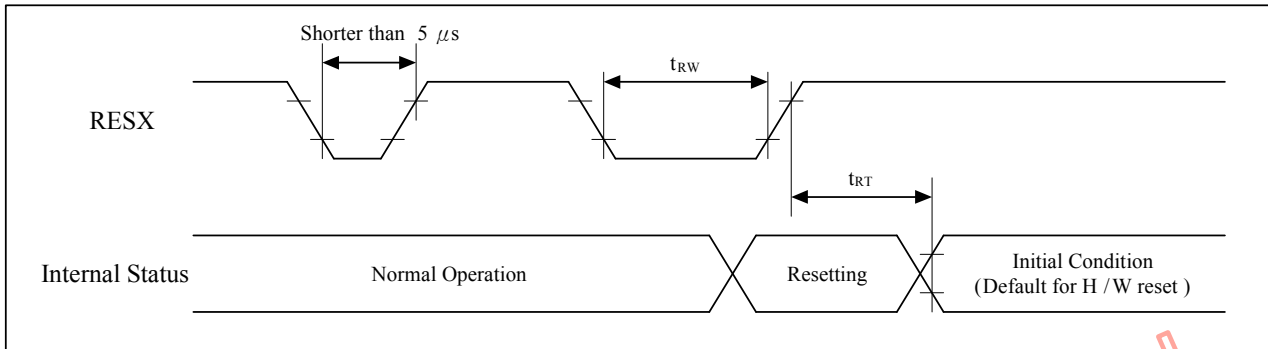 Shorter than 5 μs
tRW
RESX
tRT
Internal Status
Normal Operation
Resetting
Initial Condition
(Default for H / W reset )